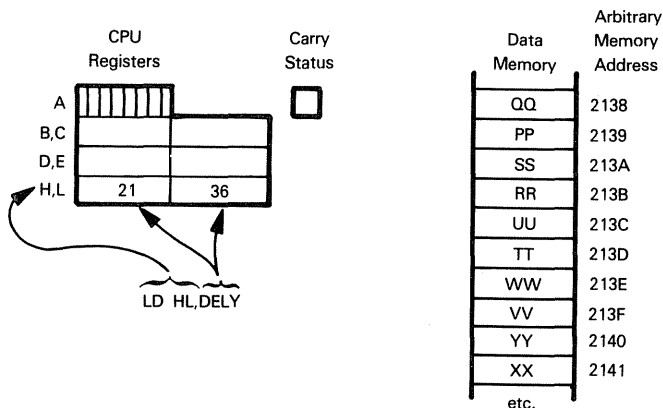 CPU
Registers
Carry
Status
Data
Memory
Arbitrary
Memory
Address
A
B,C
D,E
H,L 21 36
LD HL,DELY
QQ 2138
PP 2139
SS 213A
RR 213B
UU 213C
TT 213D
WW 213E
VV 213F
YY 2140
XX 2141
etc.